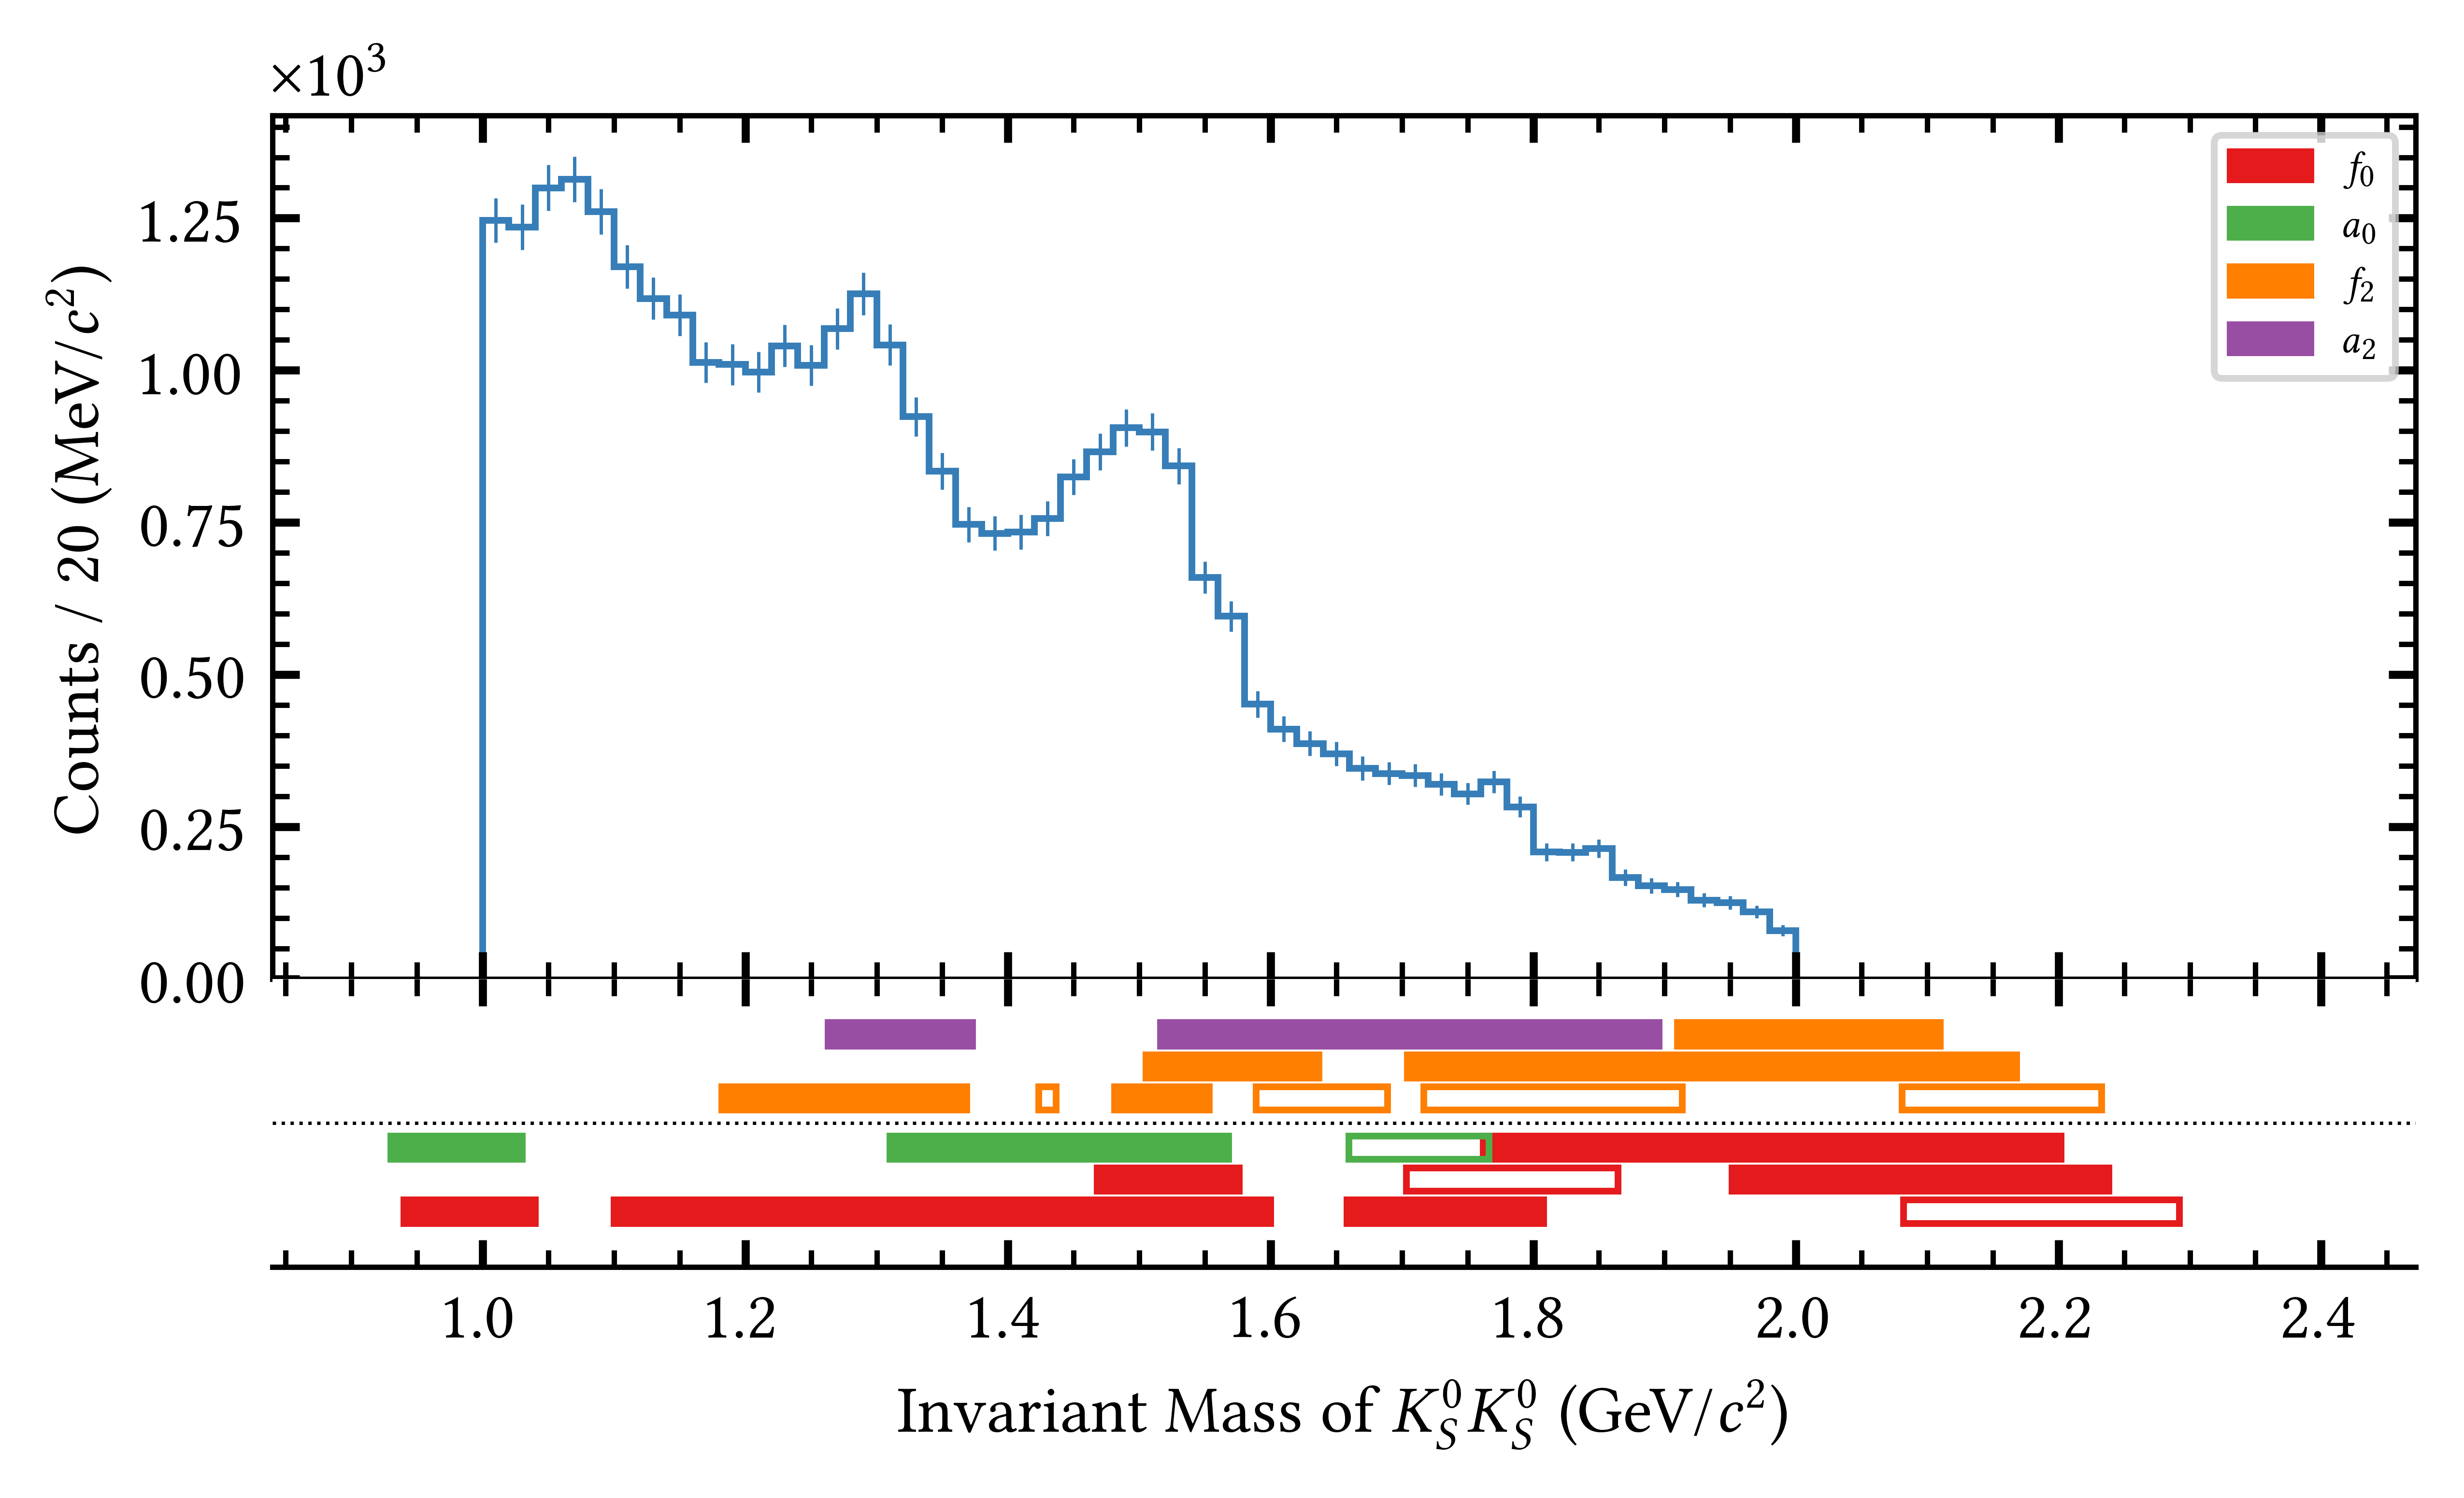 ×10³
Counts / 20 (MeV/c²)
1.25
1.00
0.75
0.50
0.25
0.00
f₀
a₀
f₂
a₂
1.0 1.2 1.4 1.6 1.8 2.0 2.2 2.4
Invariant Mass of K⁰_S K⁰_S (GeV/c²)